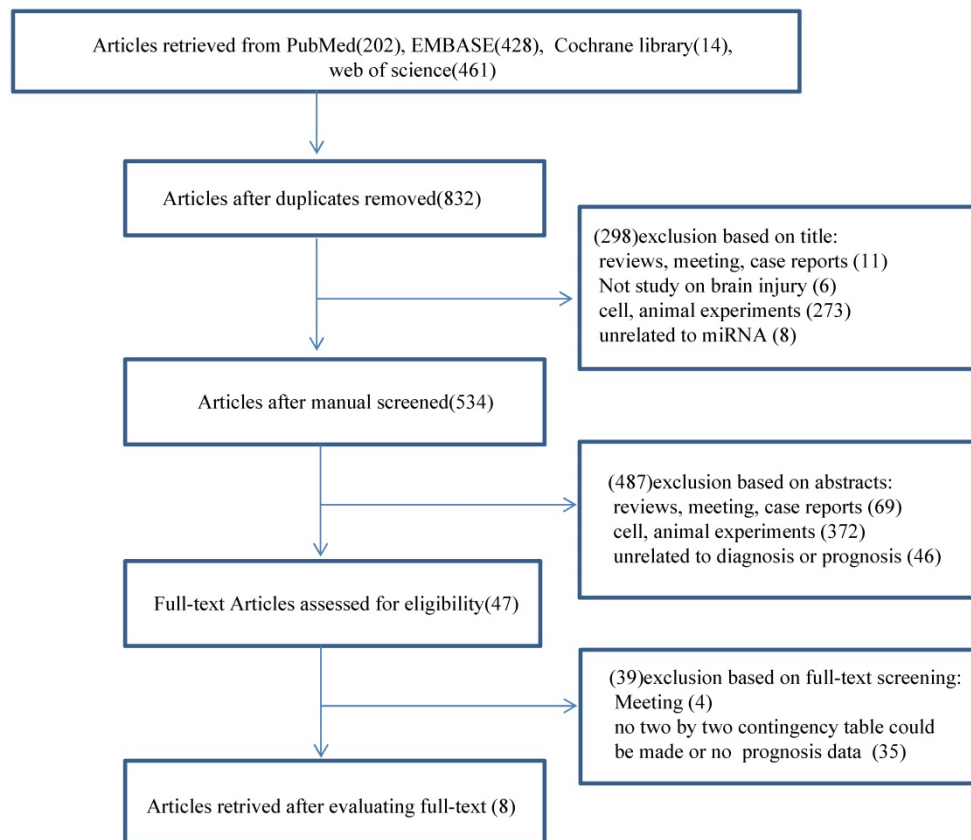 Articles retrieved from PubMed(202), EMBASE(428), Cochrane library(14),
web of science(461)
Articles after duplicates removed(832)
(298)exclusion based on title:
reviews, meeting, case reports (11)
Not study on brain injury (6)
cell, animal experiments (273)
unrelated to miRNA (8)
Articles after manual screened(534)
(487)exclusion based on abstracts:
reviews, meeting, case reports (69)
cell, animal experiments (372)
unrelated to diagnosis or prognosis (46)
Full-text Articles assessed for eligibility(47)
(39)exclusion based on full-text screening:
Meeting (4)
no two by two contingency table could
be made or no prognosis data (35)
Articles retrived after evaluating full-text (8)